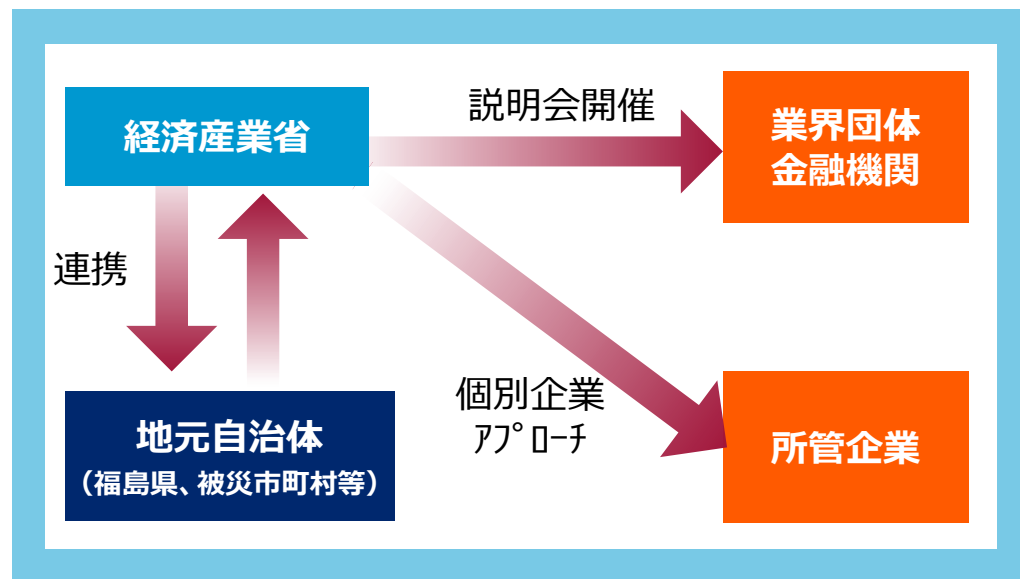 経済産業省
説明会開催
業界団体
金融機関
連携
個別企業
ｱﾌﾟﾛｰﾁ
地元自治体
（福島県、被災市町村等）
所管企業